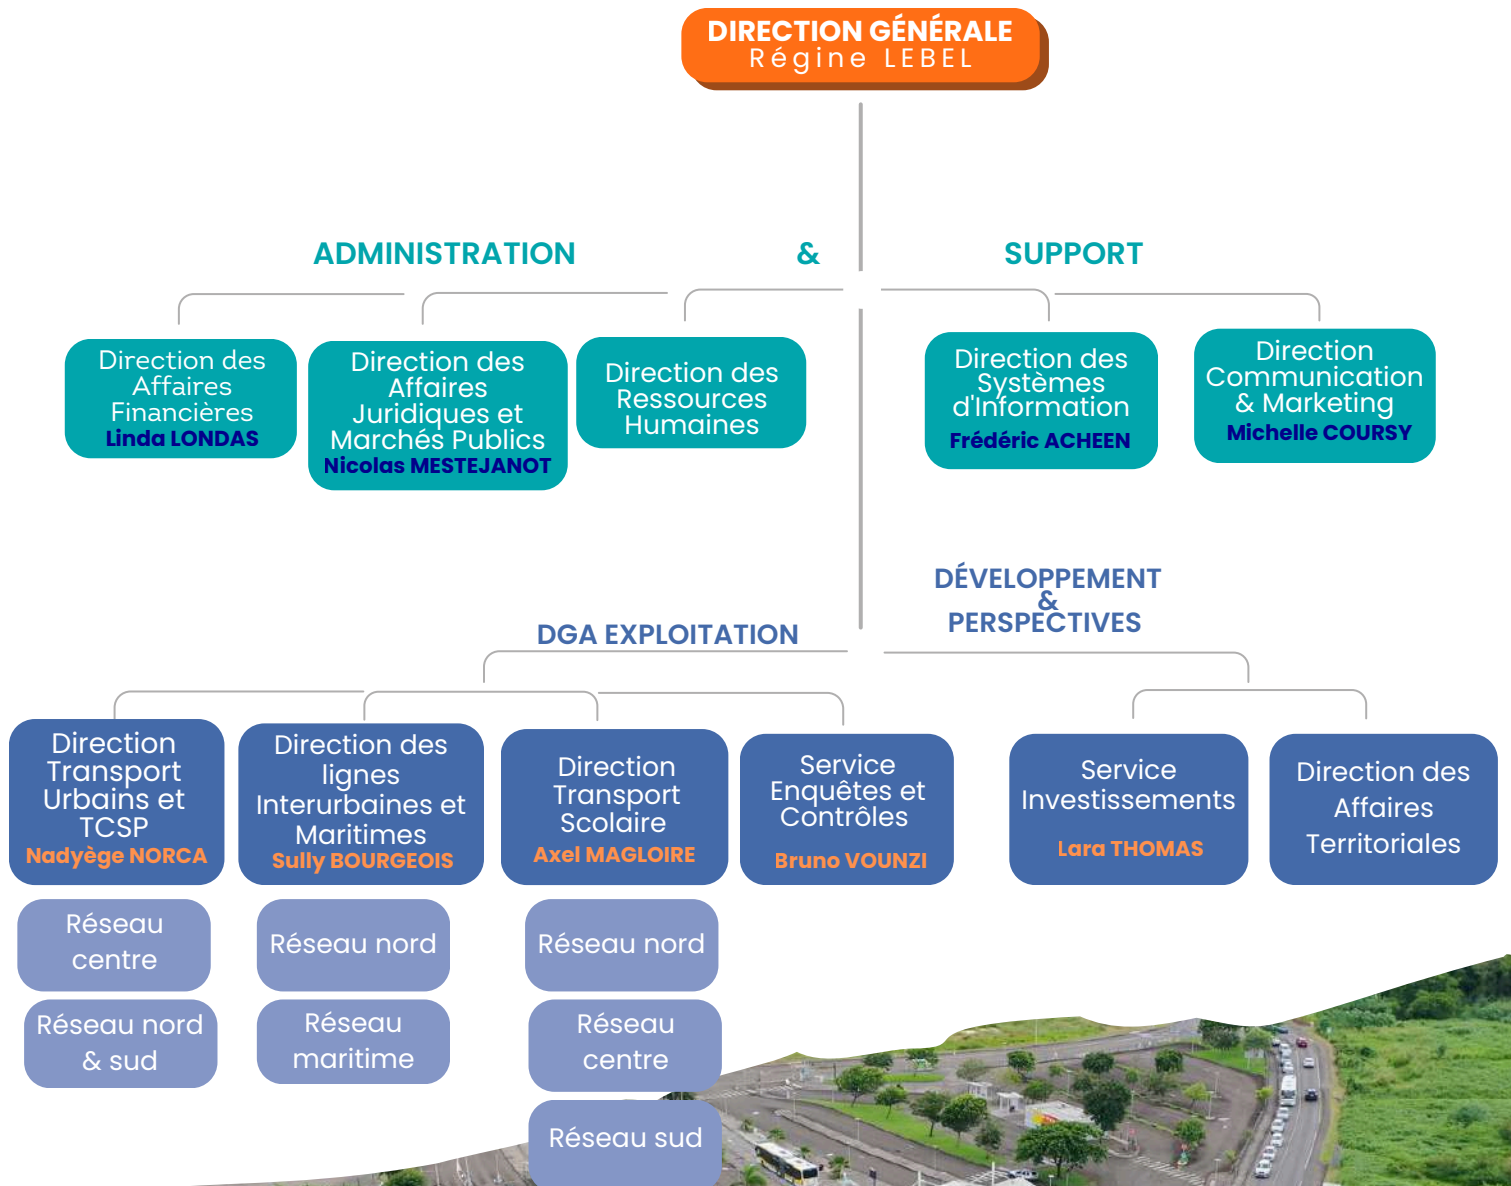 DIRECTION GÉNÉRALE
Régine LEBEL
ADMINISTRATION & SUPPORT
Direction des
Affaires
Financières
Linda LONDAS
Direction des
Affaires
Juridiques et
Marchés Publics
Nicolas MESTEJANOT
Direction des
Ressources
Humaines
Direction des
Systèmes
d'Information
Frédéric ACHEEN
Direction
Communication
& Marketing
Michelle COURSY
DGA EXPLOITATION
DÉVELOPPEMENT
&
PERSPECTIVES
Direction
Transport
Urbains et
TCSP
Nadyège NORCA
Direction des
lignes
Interurbaines et
Maritimes
Sully BOURGEOIS
Direction
Transport
Scolaire
Axel MAGLOIRE
Service
Enquêtes et
Contrôles
Bruno VOUNZI
Service
Investissements
Lara THOMAS
Direction des
Affaires
Territoriales
Réseau
centre
Réseau nord
& sud
Réseau nord
Réseau
maritime
Réseau nord
Réseau
centre
Réseau sud